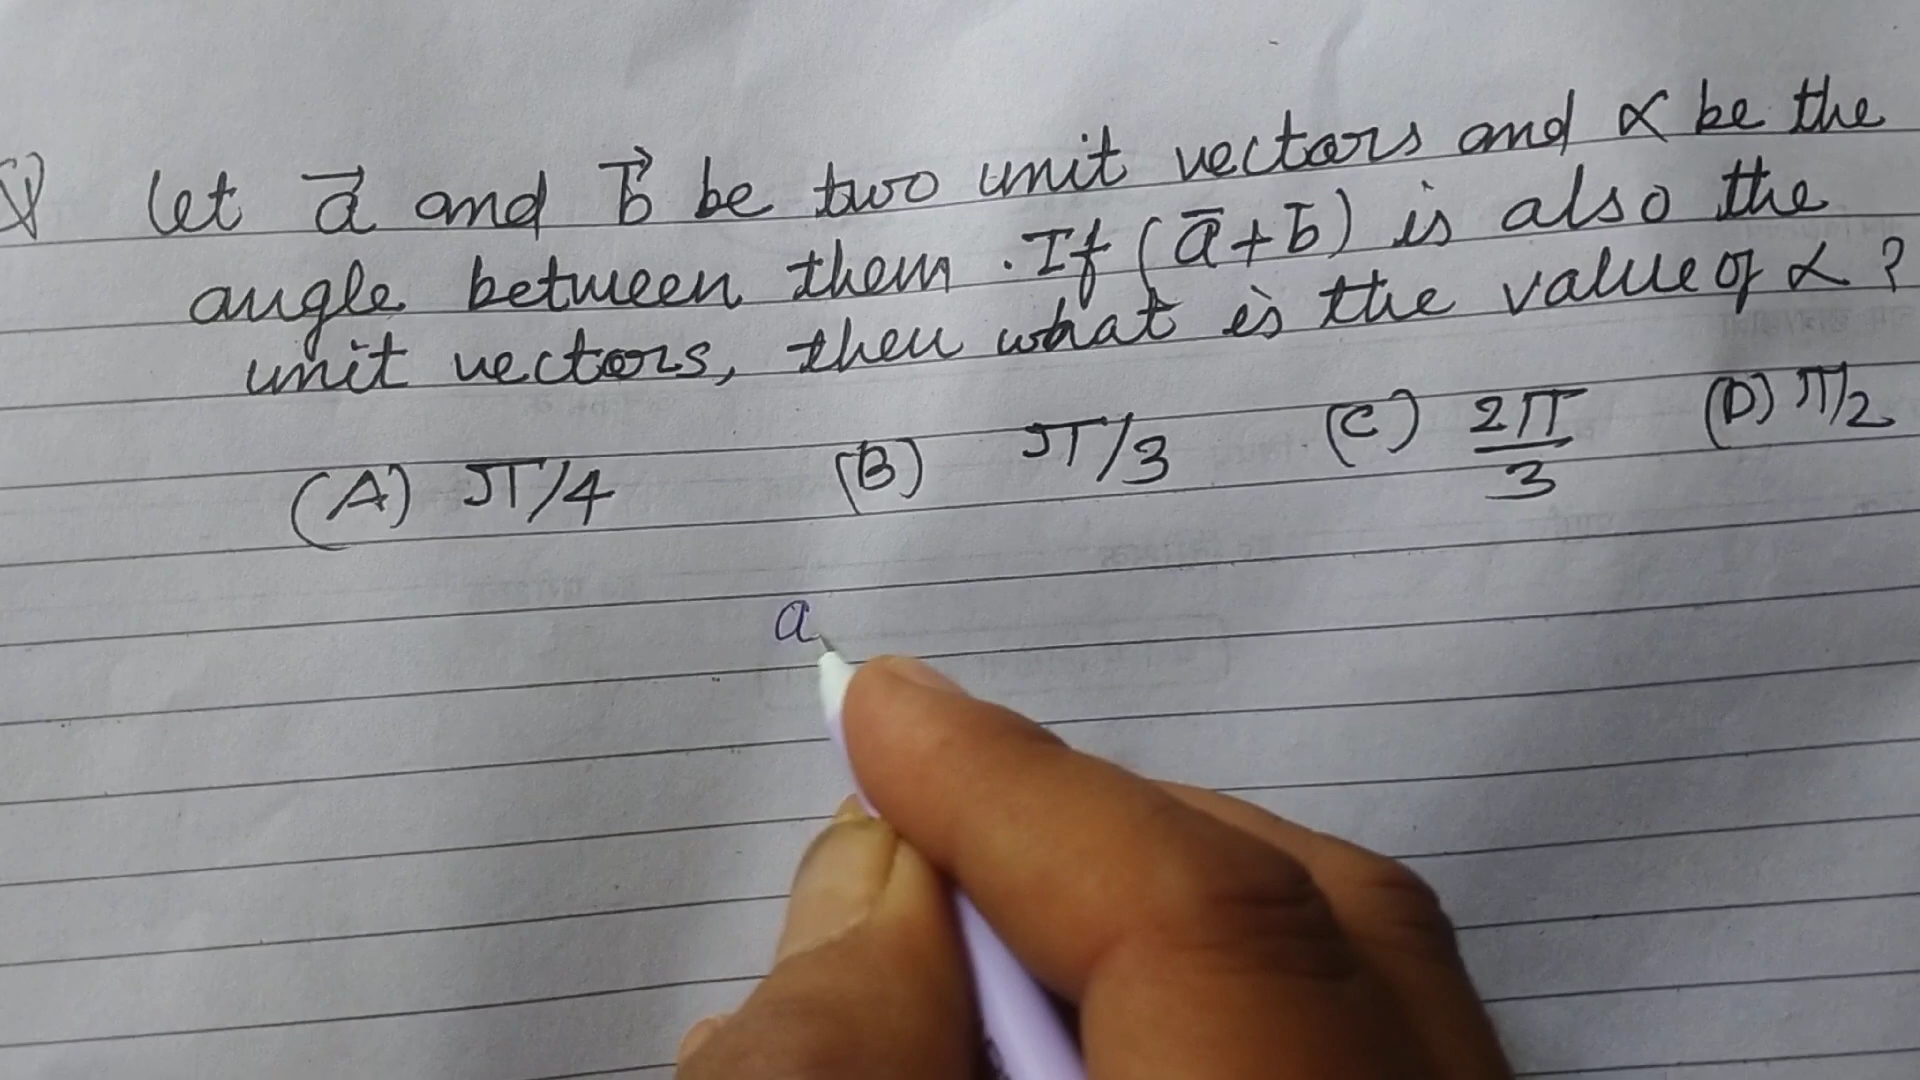 Q Let a⃗ and b⃗ be two unit vectors and α be the
angle between them. If (a̅+b̅) is also the
unit vectors, then what is the value of α?
(A) π/4 (B) π/3 (C) 2π/3 (D) π/2
a